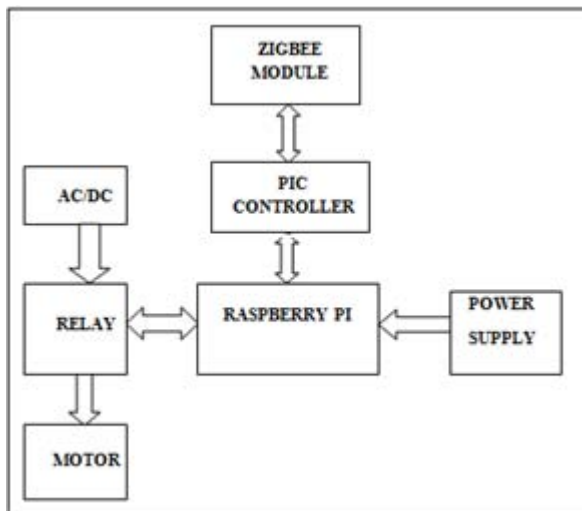 ZIGBEE
MODULE
PIC
CONTROLLER
AC/DC
RELAY
RASPBERRY PI
POWER
SUPPLY
MOTOR